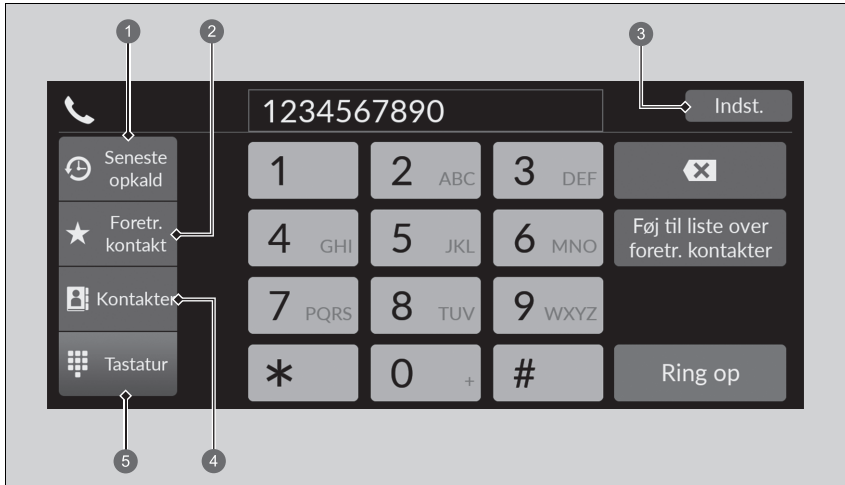 1
2
3
1234567890
Indst.
Seneste
opkald
1
2 ABC
3 DEF
Foretr.
kontakt
4 GHI
5 JKL
6 MNO
Føj til liste over
foretr. kontakter
Kontakter
7 PQRS
8 TUV
9 WXYZ
Tastatur
*
0 +
#
Ring op
5
4